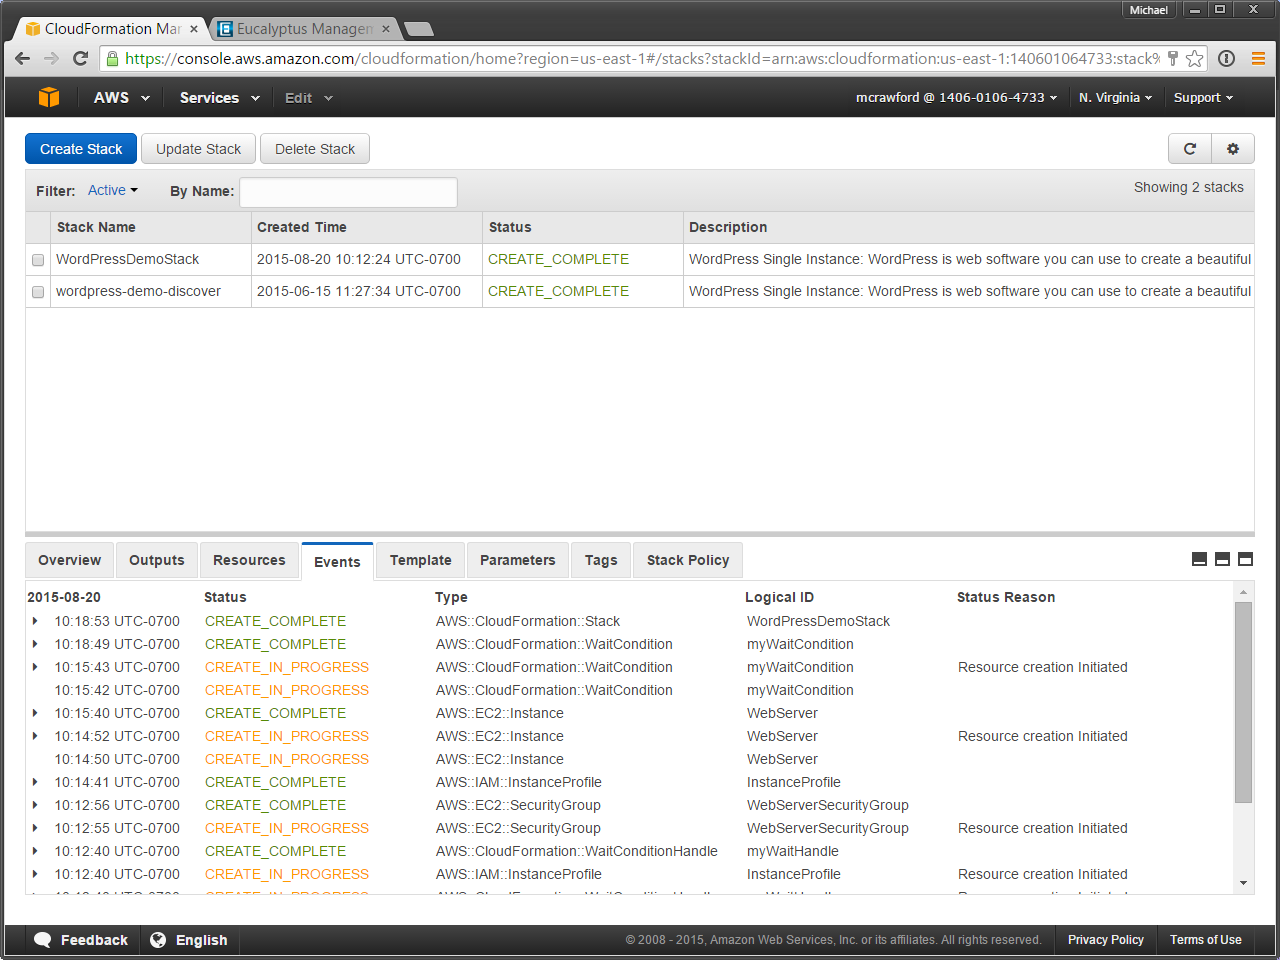 Michael
CloudFormation Mar
Eucalyptus Managem
https://console.aws.amazon.com/cloudformation/home?region=us-east-1#/stacks?stackId=arn:aws:cloudformation:us-east-1:140601064733:stack%
AWS Services Edit mcrawford @ 1406-0106-4733 N. Virginia Support
Create Stack Update Stack Delete Stack
Filter: Active By Name: Showing 2 stacks
Stack Name Created Time Status Description
WordPressDemoStack 2015-08-20 10:12:24 UTC-0700 CREATE_COMPLETE WordPress Single Instance: WordPress is web software you can use to create a beautiful
wordpress-demo-discover 2015-06-15 11:27:34 UTC-0700 CREATE_COMPLETE WordPress Single Instance: WordPress is web software you can use to create a beautiful
Overview Outputs Resources Events Template Parameters Tags Stack Policy
2015-08-20 Status Type Logical ID Status Reason
10:18:53 UTC-0700 CREATE_COMPLETE AWS::CloudFormation::Stack WordPressDemoStack
10:18:49 UTC-0700 CREATE_COMPLETE AWS::CloudFormation::WaitCondition myWaitCondition
10:15:43 UTC-0700 CREATE_IN_PROGRESS AWS::CloudFormation::WaitCondition myWaitCondition Resource creation Initiated
10:15:42 UTC-0700 CREATE_IN_PROGRESS AWS::CloudFormation::WaitCondition myWaitCondition
10:15:40 UTC-0700 CREATE_COMPLETE AWS::EC2::Instance WebServer
10:14:52 UTC-0700 CREATE_IN_PROGRESS AWS::EC2::Instance WebServer Resource creation Initiated
10:14:50 UTC-0700 CREATE_IN_PROGRESS AWS::EC2::Instance WebServer
10:14:41 UTC-0700 CREATE_COMPLETE AWS::IAM::InstanceProfile InstanceProfile
10:12:56 UTC-0700 CREATE_COMPLETE AWS::EC2::SecurityGroup WebServerSecurityGroup
10:12:55 UTC-0700 CREATE_IN_PROGRESS AWS::EC2::SecurityGroup WebServerSecurityGroup Resource creation Initiated
10:12:40 UTC-0700 CREATE_COMPLETE AWS::CloudFormation::WaitConditionHandle myWaitHandle
10:12:40 UTC-0700 CREATE_IN_PROGRESS AWS::IAM::InstanceProfile InstanceProfile Resource creation Initiated
Feedback English © 2008 - 2015, Amazon Web Services, Inc. or its affiliates. All rights reserved. Privacy Policy Terms of Use